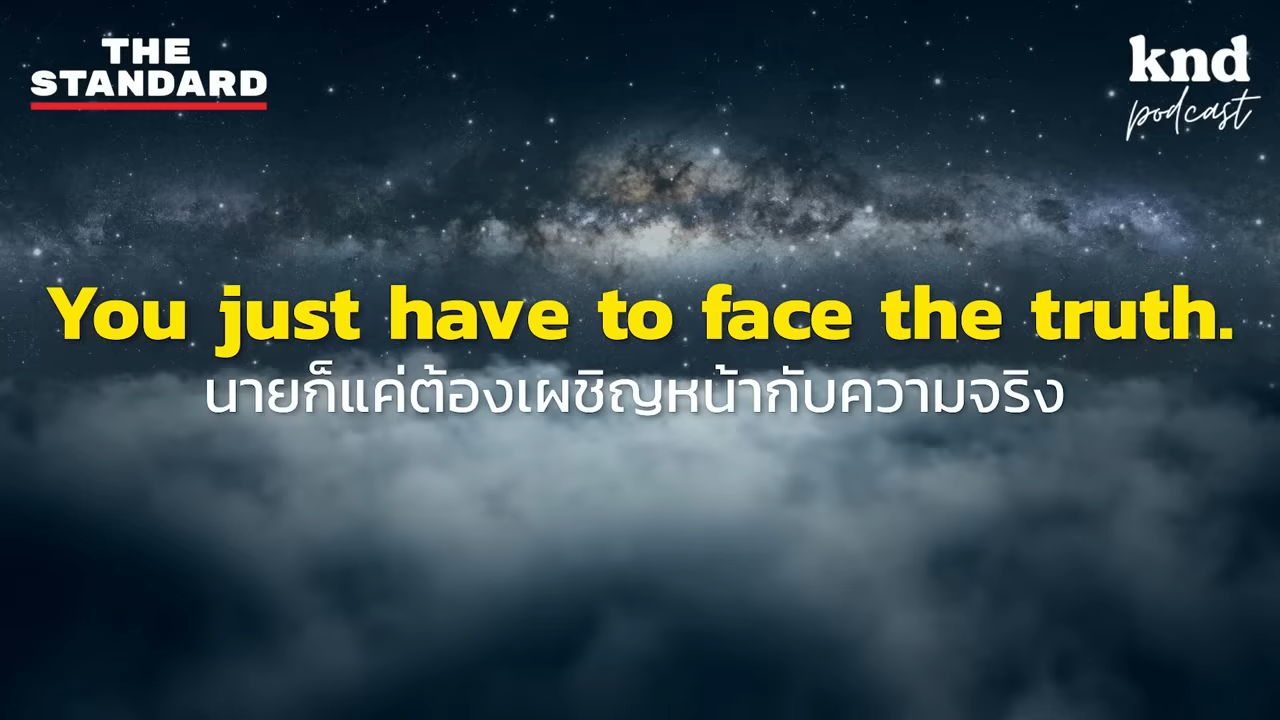 THE
STANDARD
knd
podcast
You just have to face the truth.
นายก็แค่ต้องเผชิญหน้ากับความจริง